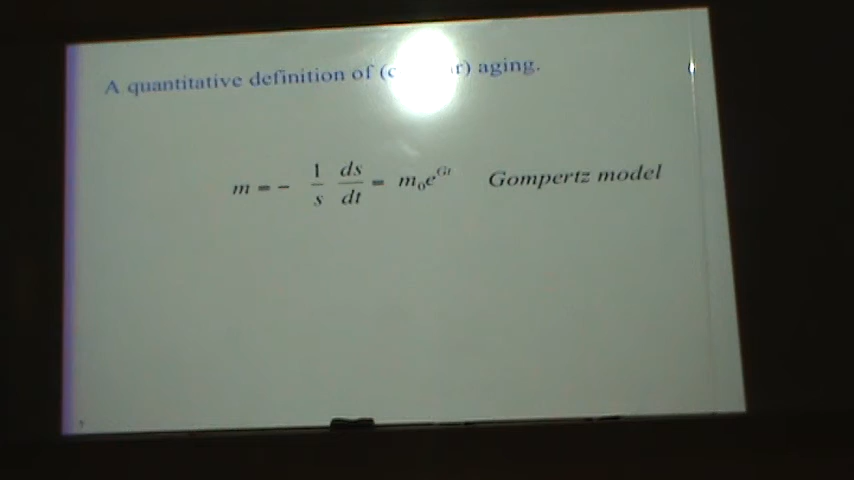 A quantitative definition of aging.
m = - 1/s ds/dt = m₀e^{Gt} Gompertz model